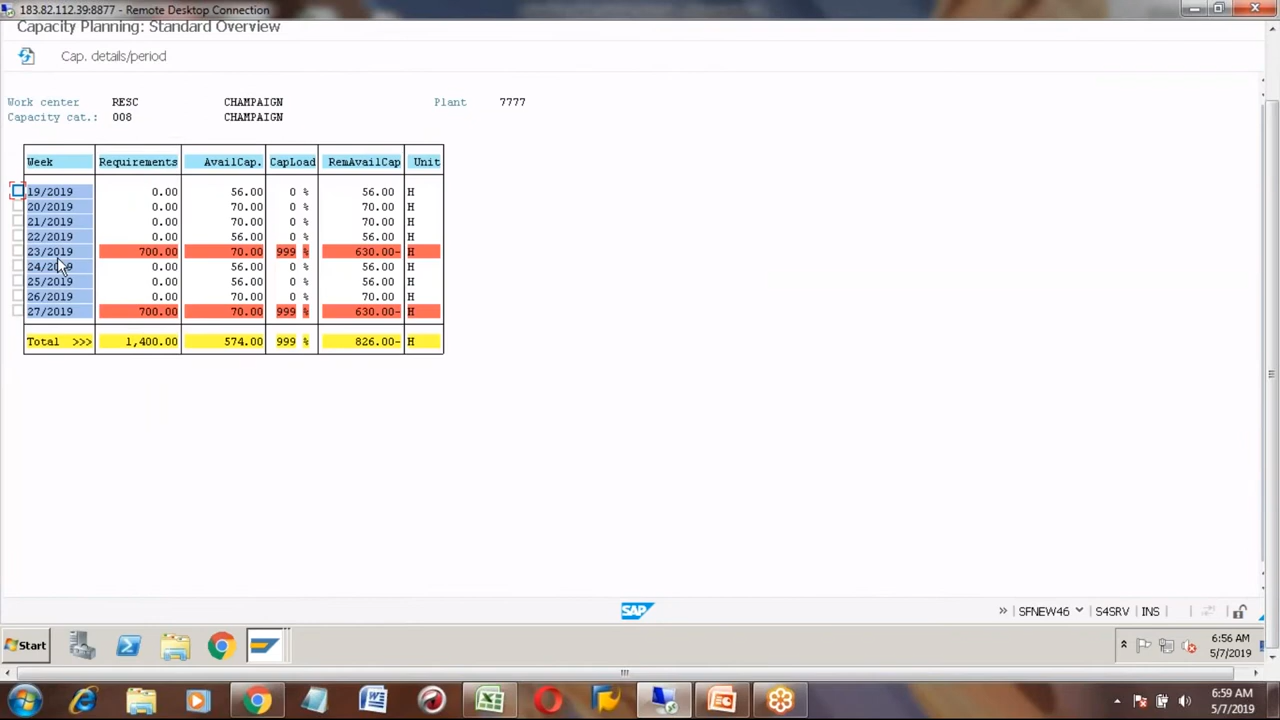 183.82.112.39:8877 - Remote Desktop Connection
Capacity Planning: Standard Overview
Cap. details/period
Work center RESC CHAMPAIGN Plant 7777
Capacity cat.: 008 CHAMPAIGN
Week Requirements AvailCap. CapLoad RemAvailCap Unit
19/2019 0.00 56.00 0 % 56.00 H
20/2019 0.00 70.00 0 % 70.00 H
21/2019 0.00 70.00 0 % 70.00 H
22/2019 0.00 56.00 0 % 56.00 H
23/2019 700.00 70.00 999 % 630.00- H
24/2019 0.00 56.00 0 % 56.00 H
25/2019 0.00 56.00 0 % 56.00 H
26/2019 0.00 70.00 0 % 70.00 H
27/2019 700.00 70.00 999 % 630.00- H
Total >>> 1,400.00 574.00 999 % 826.00- H
SAP
» SFNEW46 S4SRV INS
Start
6:56 AM
5/7/2019
6:59 AM
5/7/2019